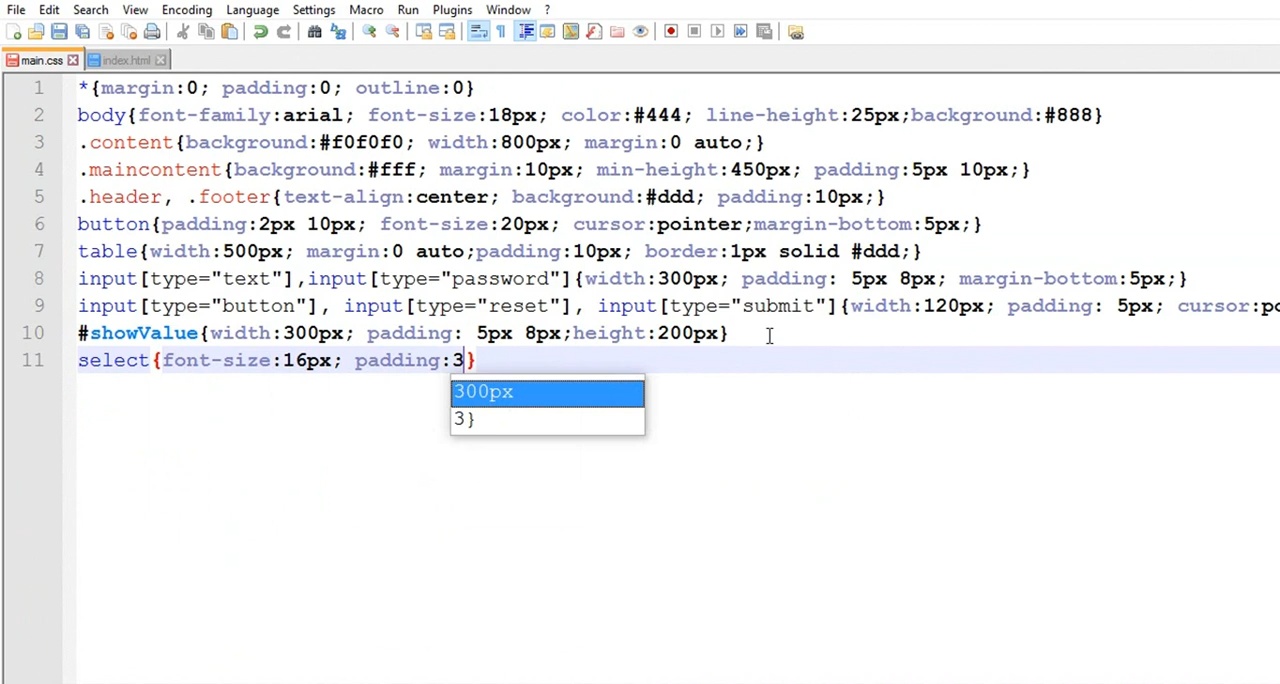 File Edit Search View Encoding Language Settings Macro Run Plugins Window ?
main.css index.html
1 *{margin:0; padding:0; outline:0}
2 body{font-family:arial; font-size:18px; color:#444; line-height:25px;background:#888}
3 .content{background:#f0f0f0; width:800px; margin:0 auto;}
4 .maincontent{background:#fff; margin:10px; min-height:450px; padding:5px 10px;}
5 .header, .footer{text-align:center; background:#ddd; padding:10px;}
6 button{padding:2px 10px; font-size:20px; cursor:pointer;margin-bottom:5px;}
7 table{width:500px; margin:0 auto;padding:10px; border:1px solid #ddd;}
8 input[type="text"],input[type="password"]{width:300px; padding: 5px 8px; margin-bottom:5px;}
9 input[type="button"], input[type="reset"], input[type="submit"]{width:120px; padding: 5px; cursor:po
10 #showValue{width:300px; padding: 5px 8px;height:200px}
11 select{font-size:16px; padding:3}
300px
3}